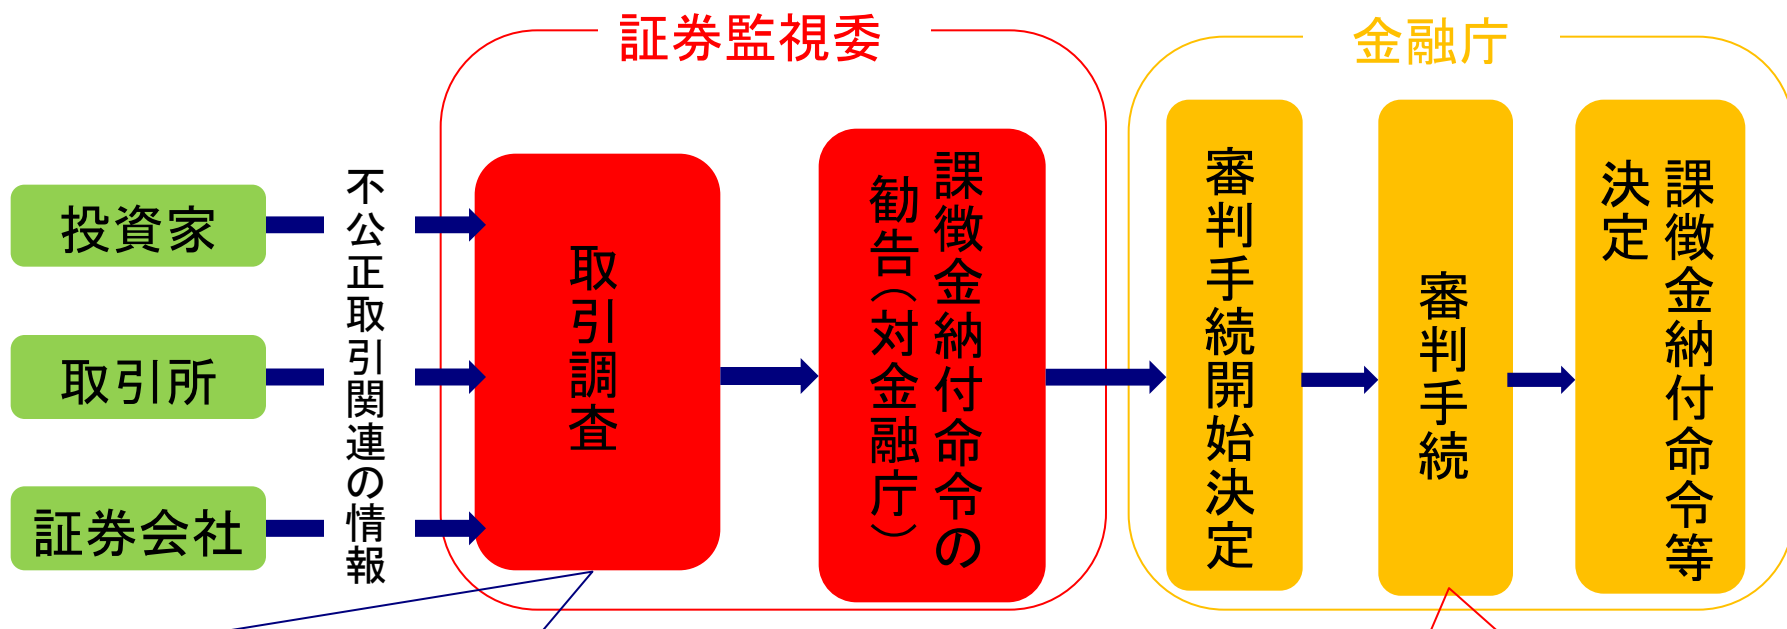 証券監視委
金融庁
投資家
取引所
証券会社
不公正取引関連の情報
取引調査
課徴金納付命令の
勧告（対金融庁）
審判手続開始決定
審判手続
課徴金納付命令等
決定